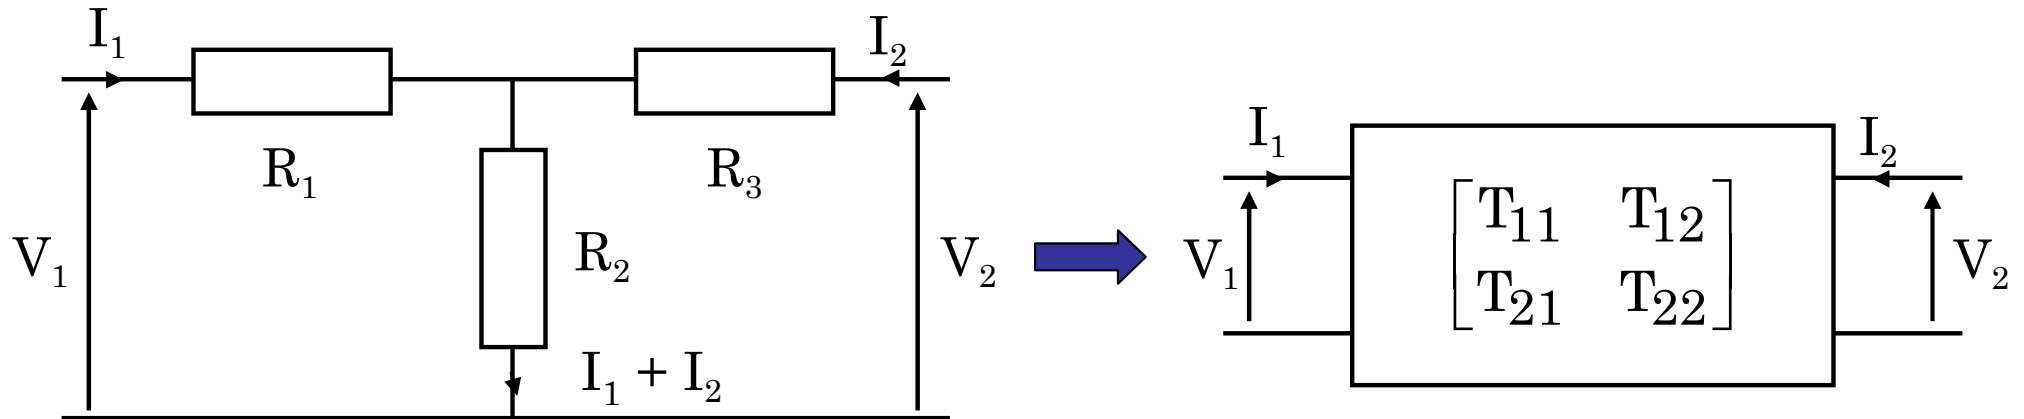 I₁ I₂
R₁ R₃
V₁ R₂ V₂
I₁ + I₂
I₁ I₂
T₁₁ T₁₂
V₁ V₂
T₂₁ T₂₂